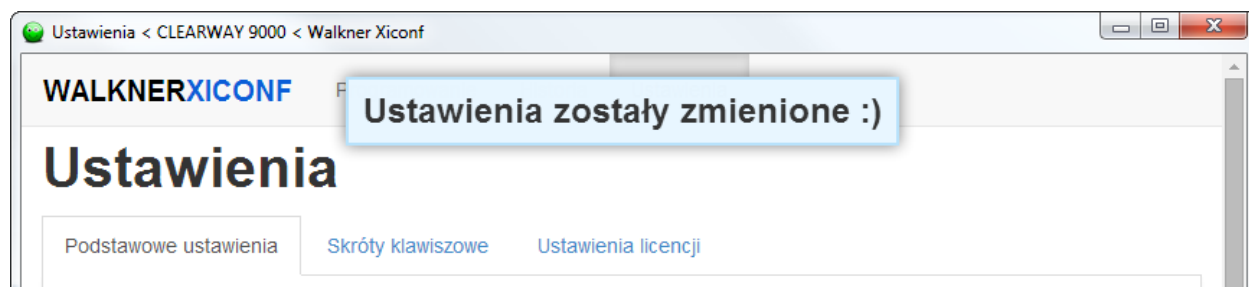 Ustawienia < CLEARWAY 9000 < Walkner Xiconf
WALKNERXICONF
Ustawienia zostały zmienione :)
Ustawienia
Podstawowe ustawienia Skróty klawiszowe Ustawienia licencji